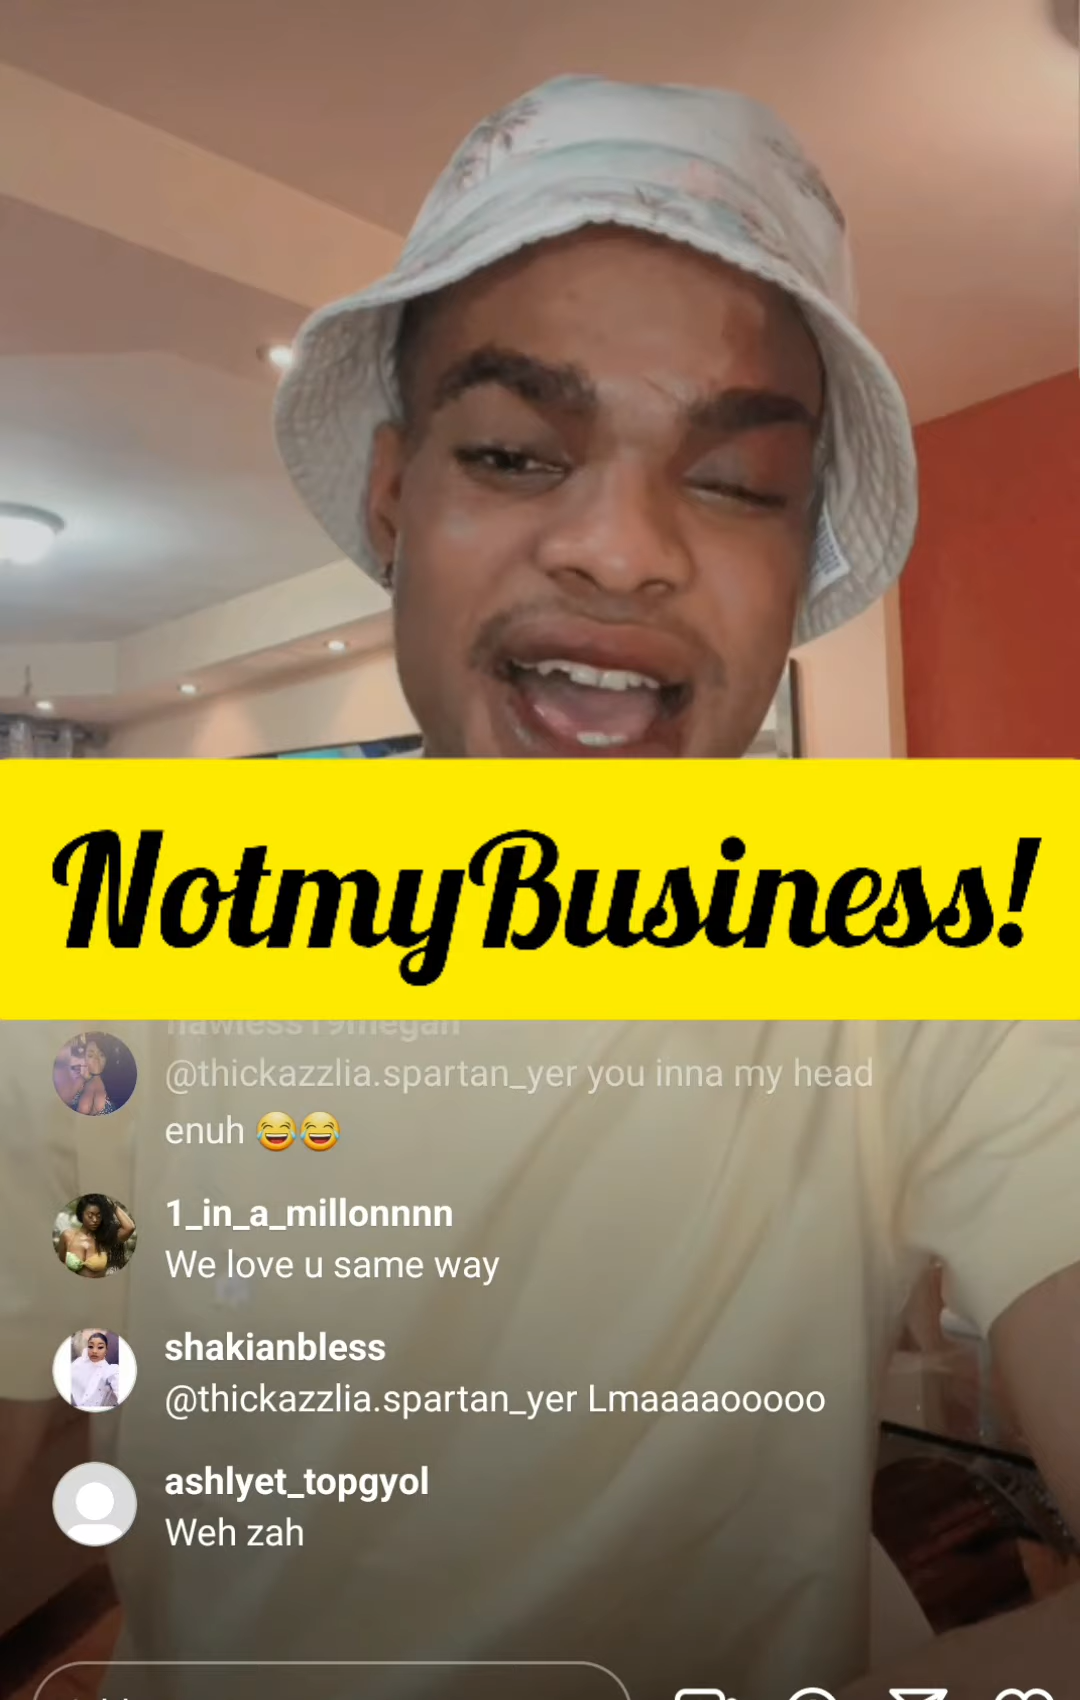 NotmyBusiness!
flawless19megan
@thickazzlia.spartan_yer you inna my head
enuh 😂😂
1_in_a_millonnnn
We love u same way
shakianbless
@thickazzlia.spartan_yer Lmaaaaooooo
ashlyet_topgyol
Weh zah